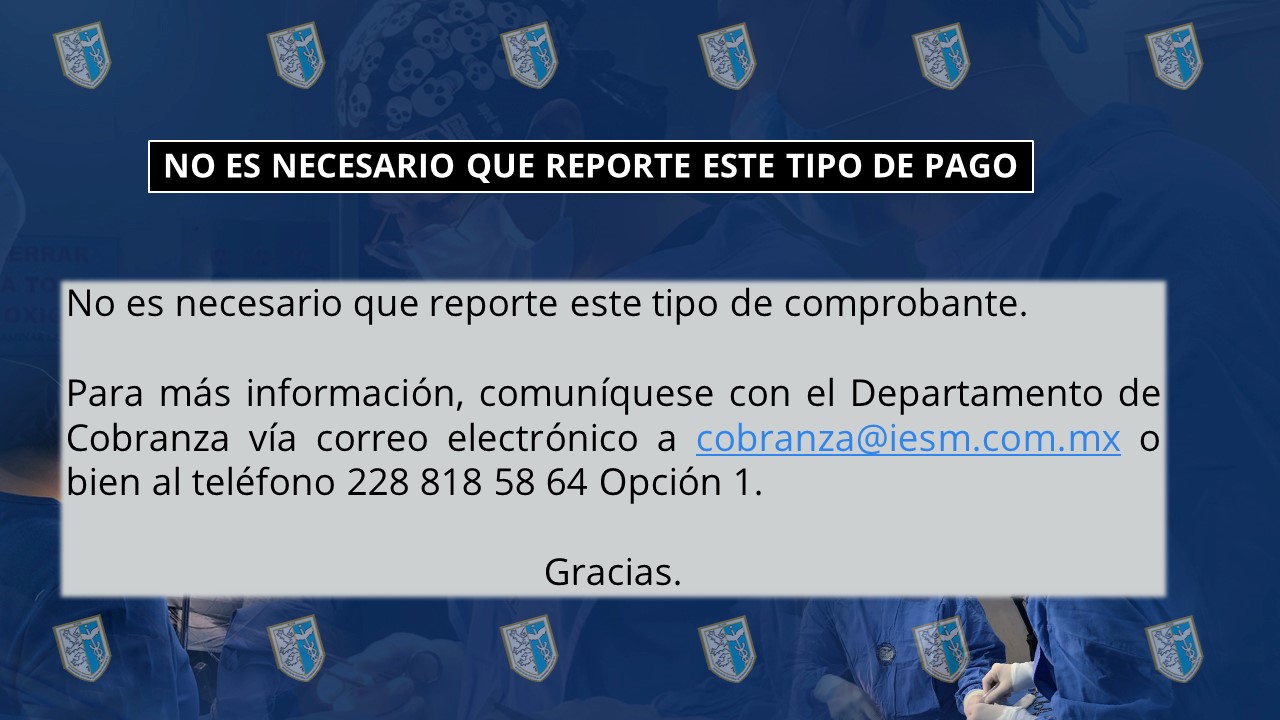 NO ES NECESARIO QUE REPORTE ESTE TIPO DE PAGO
No es necesario que reporte este tipo de comprobante.
Para más información, comuníquese con el Departamento de
Cobranza vía correo electrónico a cobranza@iesm.com.mx o
bien al teléfono 228 818 58 64 Opción 1.
Gracias.